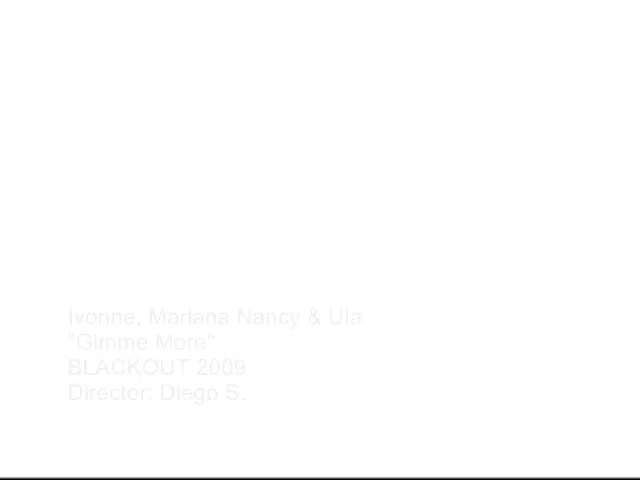 Ivonne, Mariana Nancy & Ula
"Gimme More"
BLACKOUT 2009
Director: Diego S.